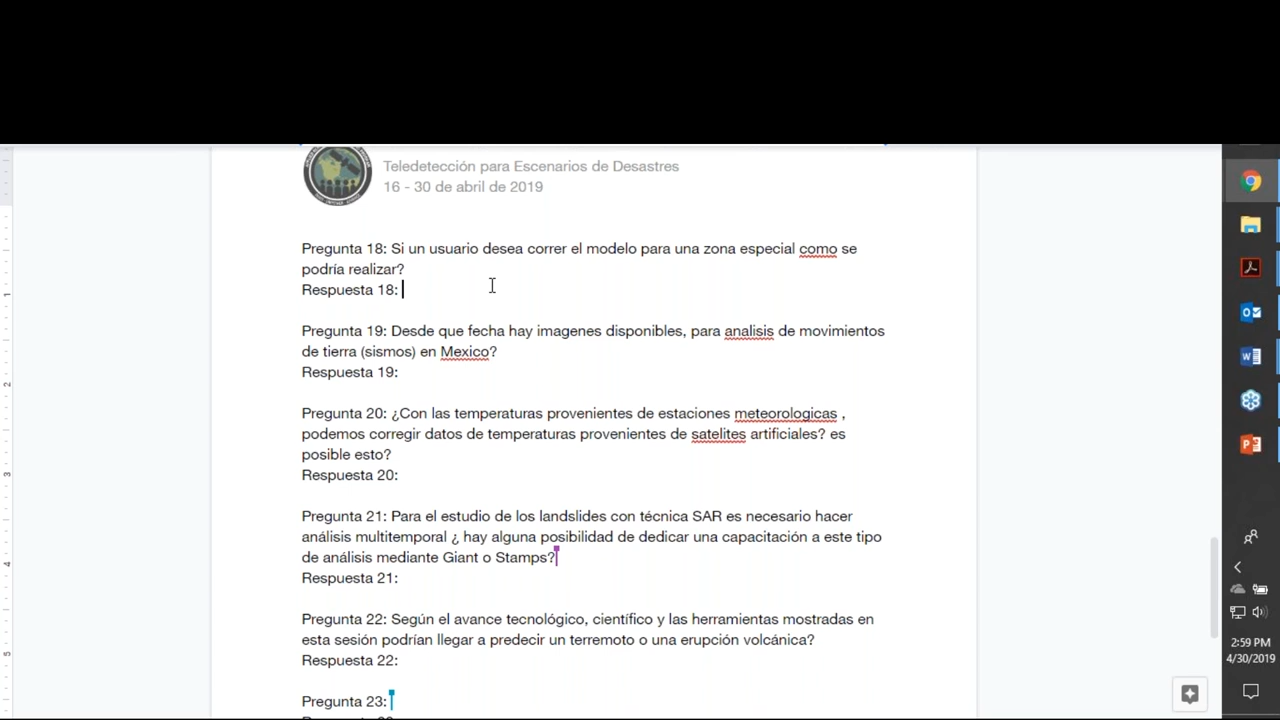 Teledetección para Escenarios de Desastres
16 - 30 de abril de 2019
Pregunta 18: Si un usuario desea correr el modelo para una zona especial como se
podría realizar?
Respuesta 18:
Pregunta 19: Desde que fecha hay imagenes disponibles, para analisis de movimientos
de tierra (sismos) en Mexico?
Respuesta 19:
Pregunta 20: ¿Con las temperaturas provenientes de estaciones meteorologicas ,
podemos corregir datos de temperaturas provenientes de satelites artificiales? es
posible esto?
Respuesta 20:
Pregunta 21: Para el estudio de los landslides con técnica SAR es necesario hacer
análisis multitemporal ¿ hay alguna posibilidad de dedicar una capacitación a este tipo
de análisis mediante Giant o Stamps?
Respuesta 21:
Pregunta 22: Según el avance tecnológico, científico y las herramientas mostradas en
esta sesión podrían llegar a predecir un terremoto o una erupción volcánica?
Respuesta 22:
Pregunta 23:
2:59 PM
4/30/2019